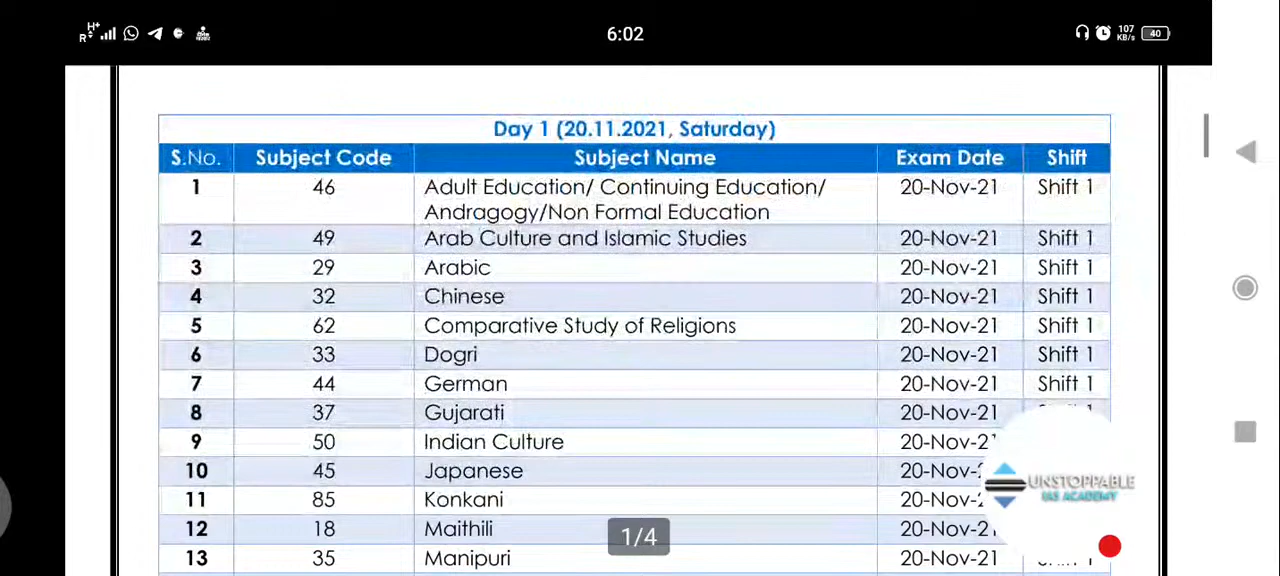 R H+ 6:02 107 KB/s 40
Day 1 (20.11.2021, Saturday)
S.No. Subject Code Subject Name Exam Date Shift
1 46 Adult Education/ Continuing Education/ 20-Nov-21 Shift 1
Andragogy/Non Formal Education
2 49 Arab Culture and Islamic Studies 20-Nov-21 Shift 1
3 29 Arabic 20-Nov-21 Shift 1
4 32 Chinese 20-Nov-21 Shift 1
5 62 Comparative Study of Religions 20-Nov-21 Shift 1
6 33 Dogri 20-Nov-21 Shift 1
7 44 German 20-Nov-21 Shift 1
8 37 Gujarati 20-Nov-21
9 50 Indian Culture
10 45 Japanese
11 85 Konkani
12 18 Maithili
13 35 Manipuri 20-Nov-21
UNSTOPPABLE
IAS ACADEMY
1/4